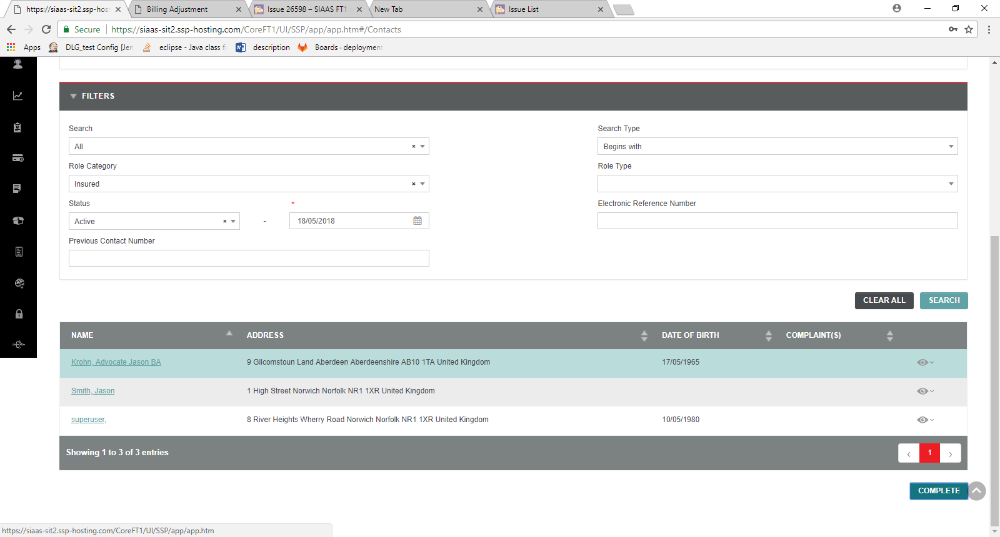 https://siaas-sit2.ssp-host
Billing Adjustment
Issue 26598 – SIAAS FT1
New Tab
Issue List
Secure
https://siaas-sit2.ssp-hosting.com/CoreFT1/UI/SSP/app/app.htm#/Contacts
Apps
DLG_test Config [Jen
eclipse - Java class fi
description
Boards · deployment
FILTERS
Search
Search Type
All
Begins with
Role Category
Role Type
Insured
Status
*
Electronic Reference Number
Active
-
18/05/2018
Previous Contact Number
CLEAR ALL
SEARCH
NAME
ADDRESS
DATE OF BIRTH
COMPLAINT(S)
Krohn, Advocate Jason BA
9 Gilcomstoun Land Aberdeen Aberdeenshire AB10 1TA United Kingdom
17/05/1965
Smith, Jason
1 High Street Norwich Norfolk NR1 1XR United Kingdom
superuser,
8 River Heights Wherry Road Norwich Norfolk NR1 1XR United Kingdom
10/05/1980
Showing 1 to 3 of 3 entries
‹ 1 ›
COMPLETE
https://siaas-sit2.ssp-hosting.com/CoreFT1/UI/SSP/app/app.htm